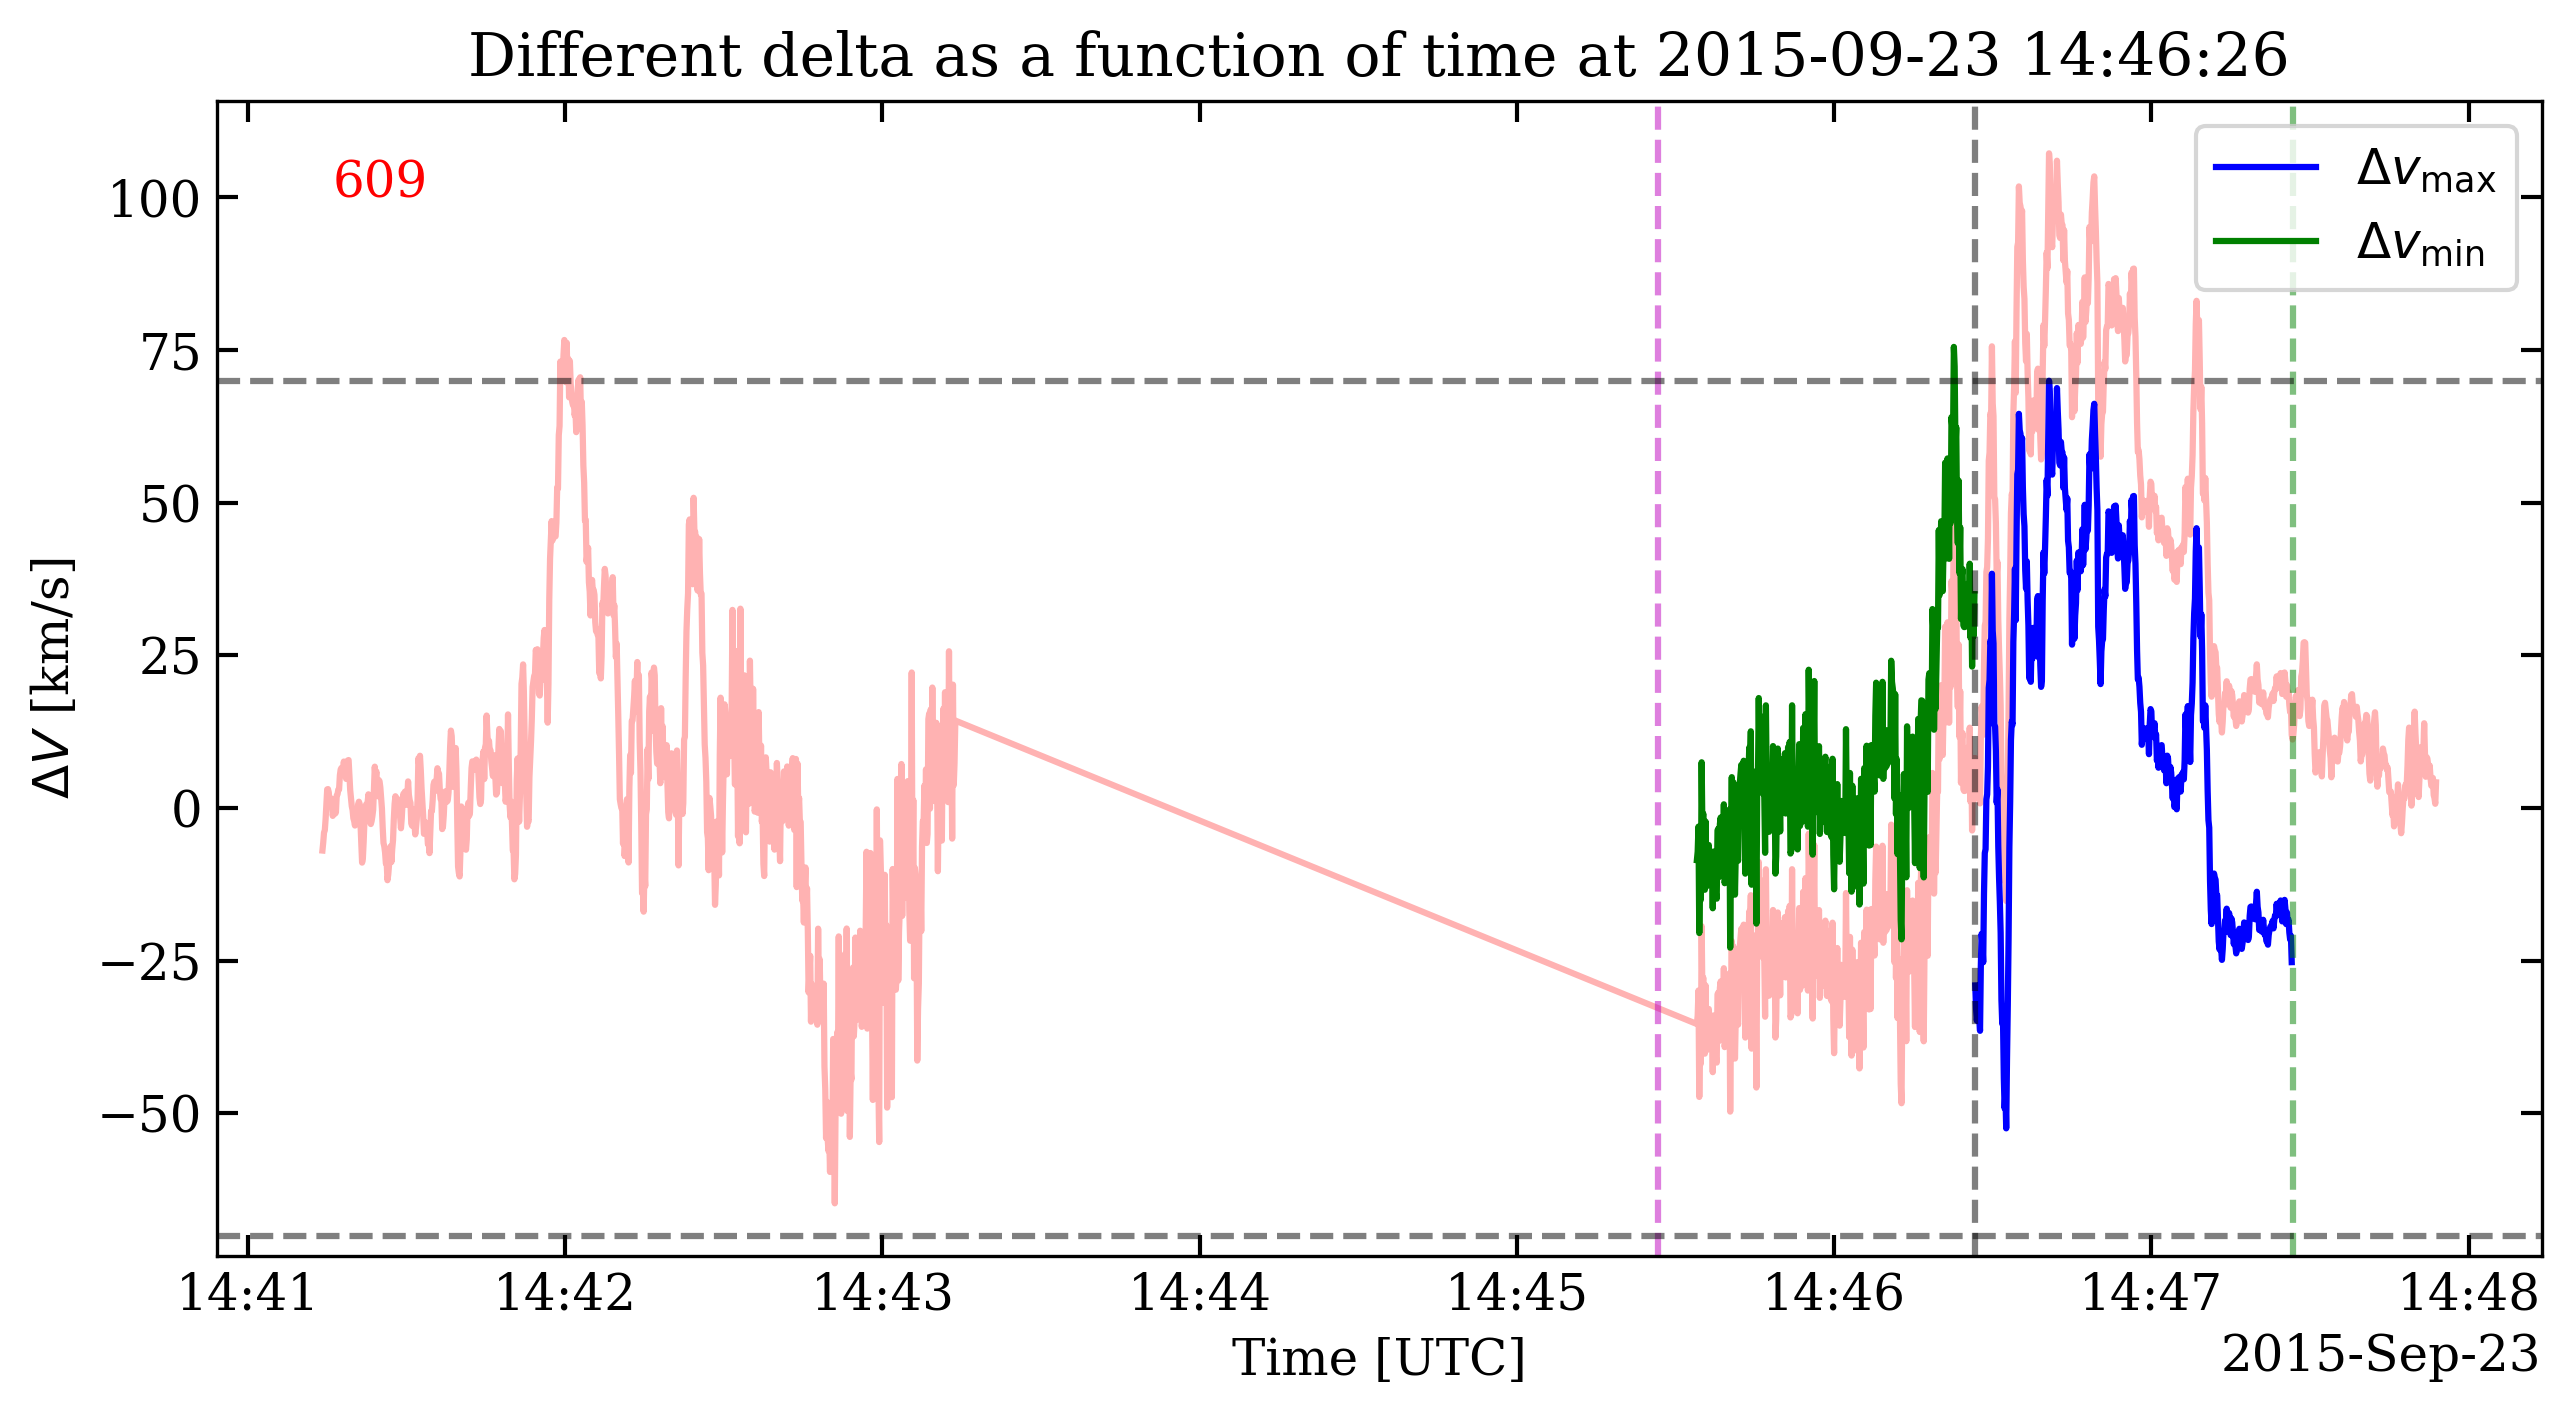 Different delta as a function of time at 2015-09-23 14:46:26
609
Δv_max
Δv_min
100
75
50
25
0
−25
−50
ΔV [km/s]
14:41 14:42 14:43 14:44 14:45 14:46 14:47 14:48
Time [UTC]
2015-Sep-23